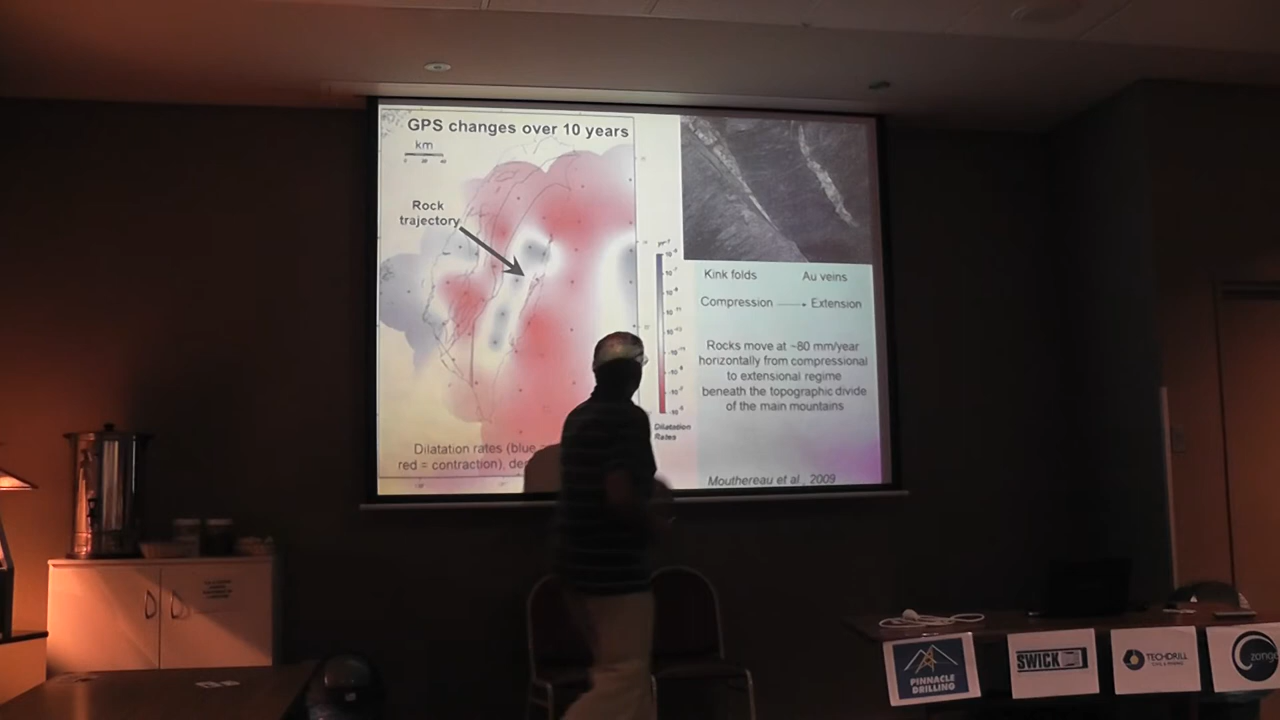 GPS changes over 10 years
km
Rock
trajectory
Dilatation rates (blue
red = contraction),
Dilatation
Rates
Kink folds
Au veins
Compression
Extension
Rocks move at ~80 mm/year
horizontally from compressional
to extensional regime
beneath the topographic divide
of the main mountains
Mouthereau et al., 2009
PINNACLE
DRILLING
SWICK
TECHDRILL
zongo